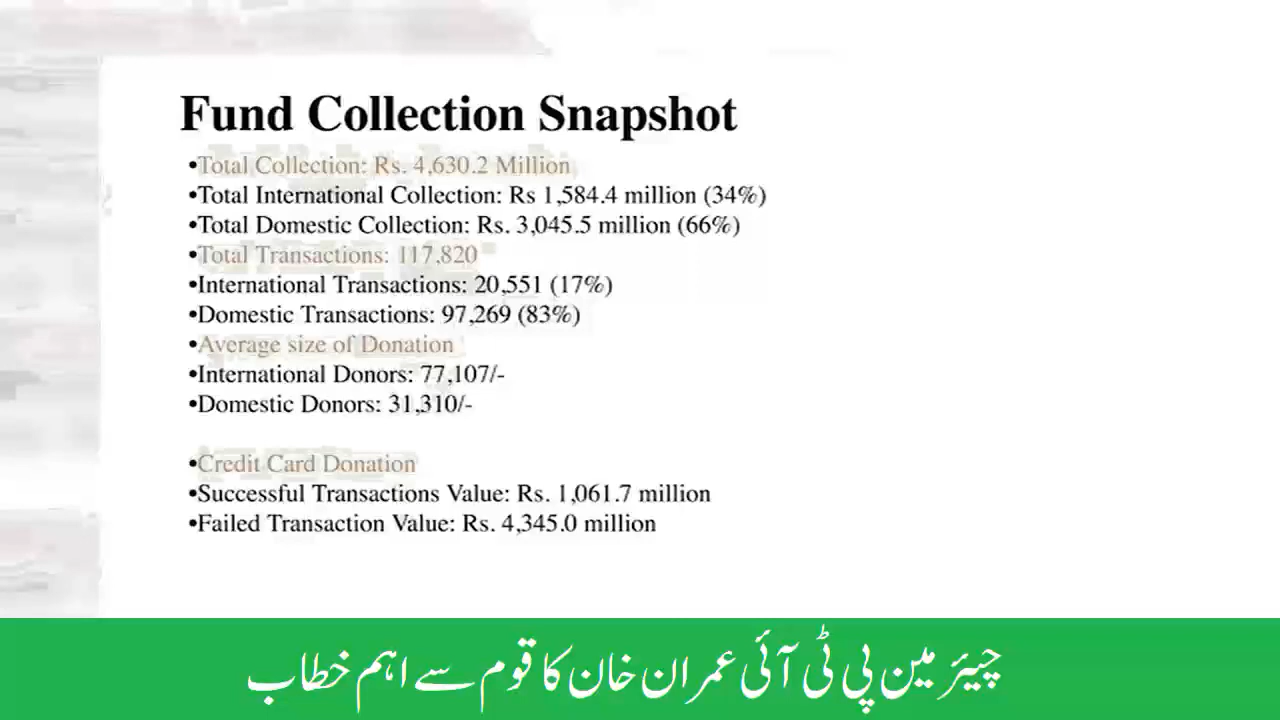 Fund Collection Snapshot
•Total Collection: Rs. 4,630.2 Million
•Total International Collection: Rs 1,584.4 million (34%)
•Total Domestic Collection: Rs. 3,045.5 million (66%)
•Total Transactions: 117,820
•International Transactions: 20,551 (17%)
•Domestic Transactions: 97,269 (83%)
•Average size of Donation
•International Donors: 77,107/-
•Domestic Donors: 31,310/-
•Credit Card Donation
•Successful Transactions Value: Rs. 1,061.7 million
•Failed Transaction Value: Rs. 4,345.0 million
چیئر مین پی ٹی آئی عمران خان کا قوم سے اہم خطاب